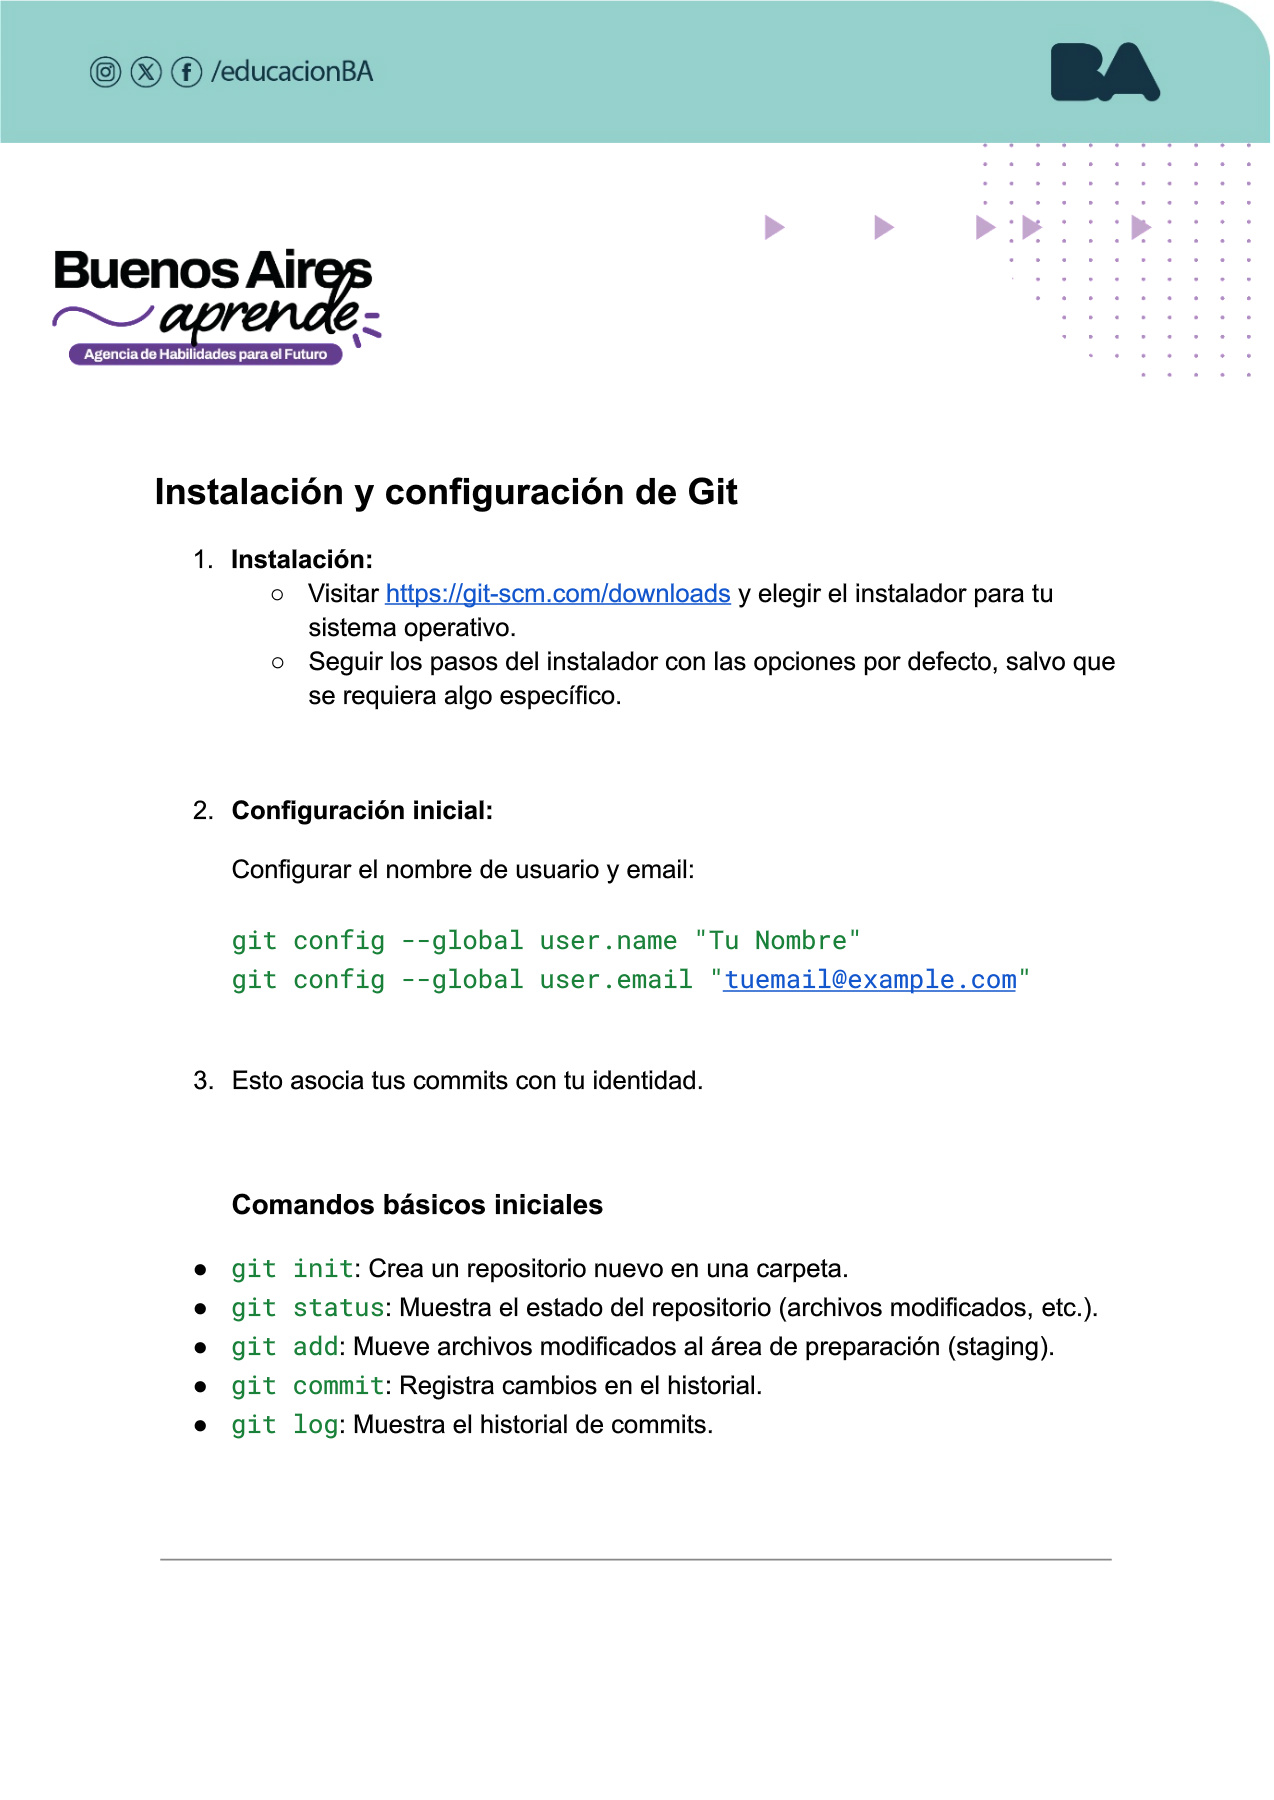 /educacionBA
BA
Buenos Aires
aprende
Agencia de Habilidades para el Futuro
Instalación y configuración de Git
1. Instalación:
○ Visitar https://git-scm.com/downloads y elegir el instalador para tu
sistema operativo.
○ Seguir los pasos del instalador con las opciones por defecto, salvo que
se requiera algo específico.
2. Configuración inicial:
Configurar el nombre de usuario y email:
git config --global user.name "Tu Nombre"
git config --global user.email "tuemail@example.com"
3. Esto asocia tus commits con tu identidad.
Comandos básicos iniciales
● git init: Crea un repositorio nuevo en una carpeta.
● git status: Muestra el estado del repositorio (archivos modificados, etc.).
● git add: Mueve archivos modificados al área de preparación (staging).
● git commit: Registra cambios en el historial.
● git log: Muestra el historial de commits.